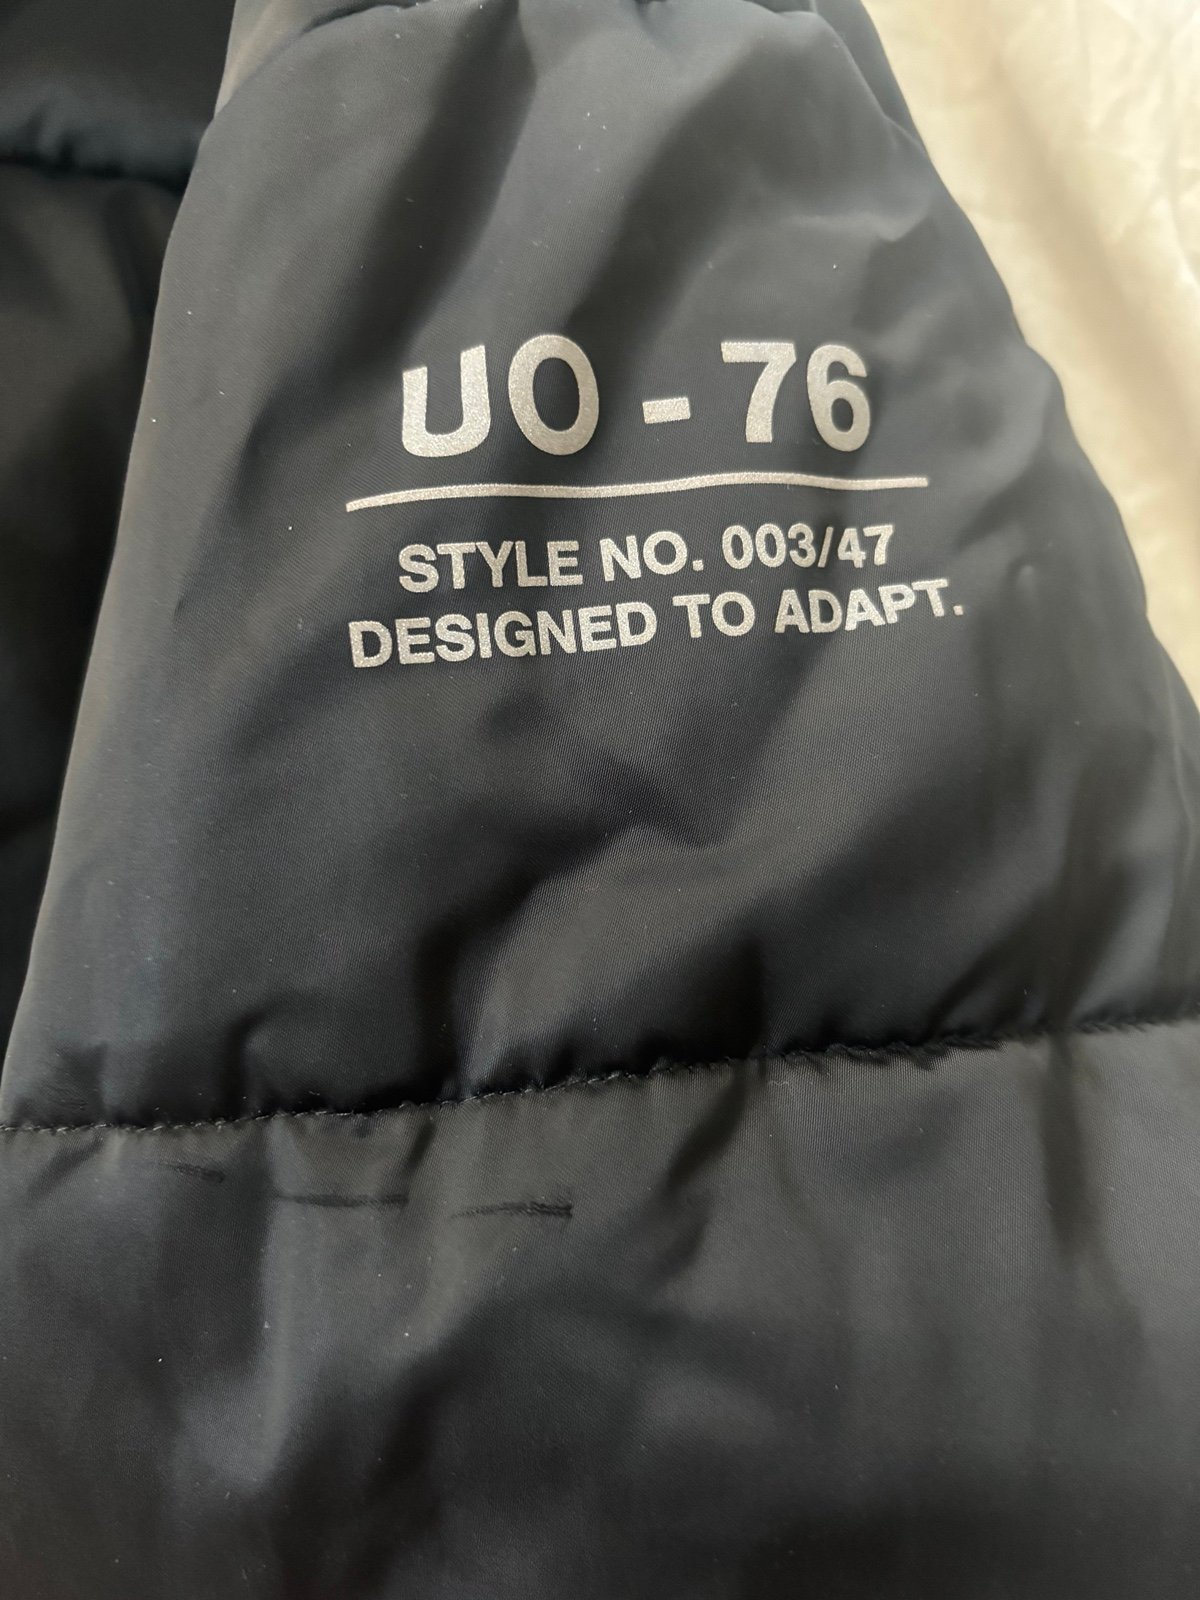 UO - 76
STYLE NO. 003/47
DESIGNED TO ADAPT.